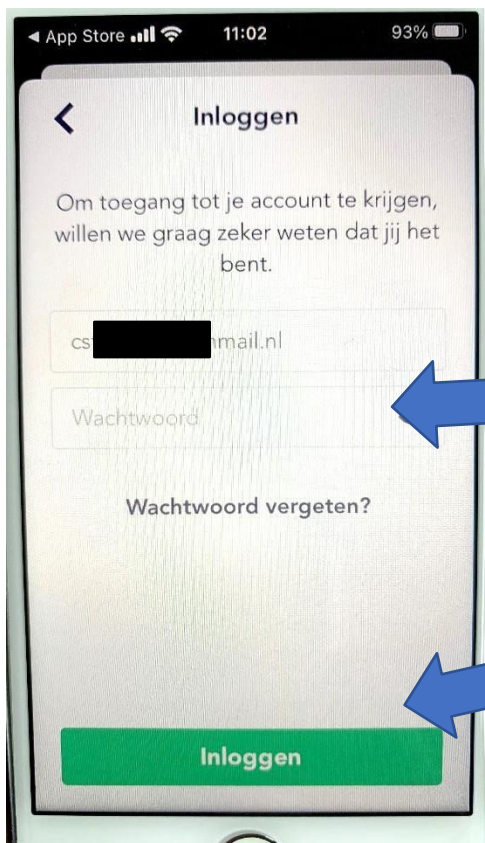 ◀ App Store 11:02 93%
Inloggen
Om toegang tot je account te krijgen,
willen we graag zeker weten dat jij het
bent.
cs mail.nl
Wachtwoord
Wachtwoord vergeten?
Inloggen